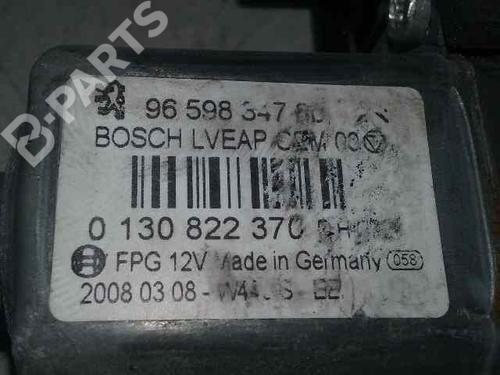 B-PARTS
96 598 347
BOSCH LVEAP
0 130 822 370
FPG 12V Made in Germany 058
2008 03 08 -